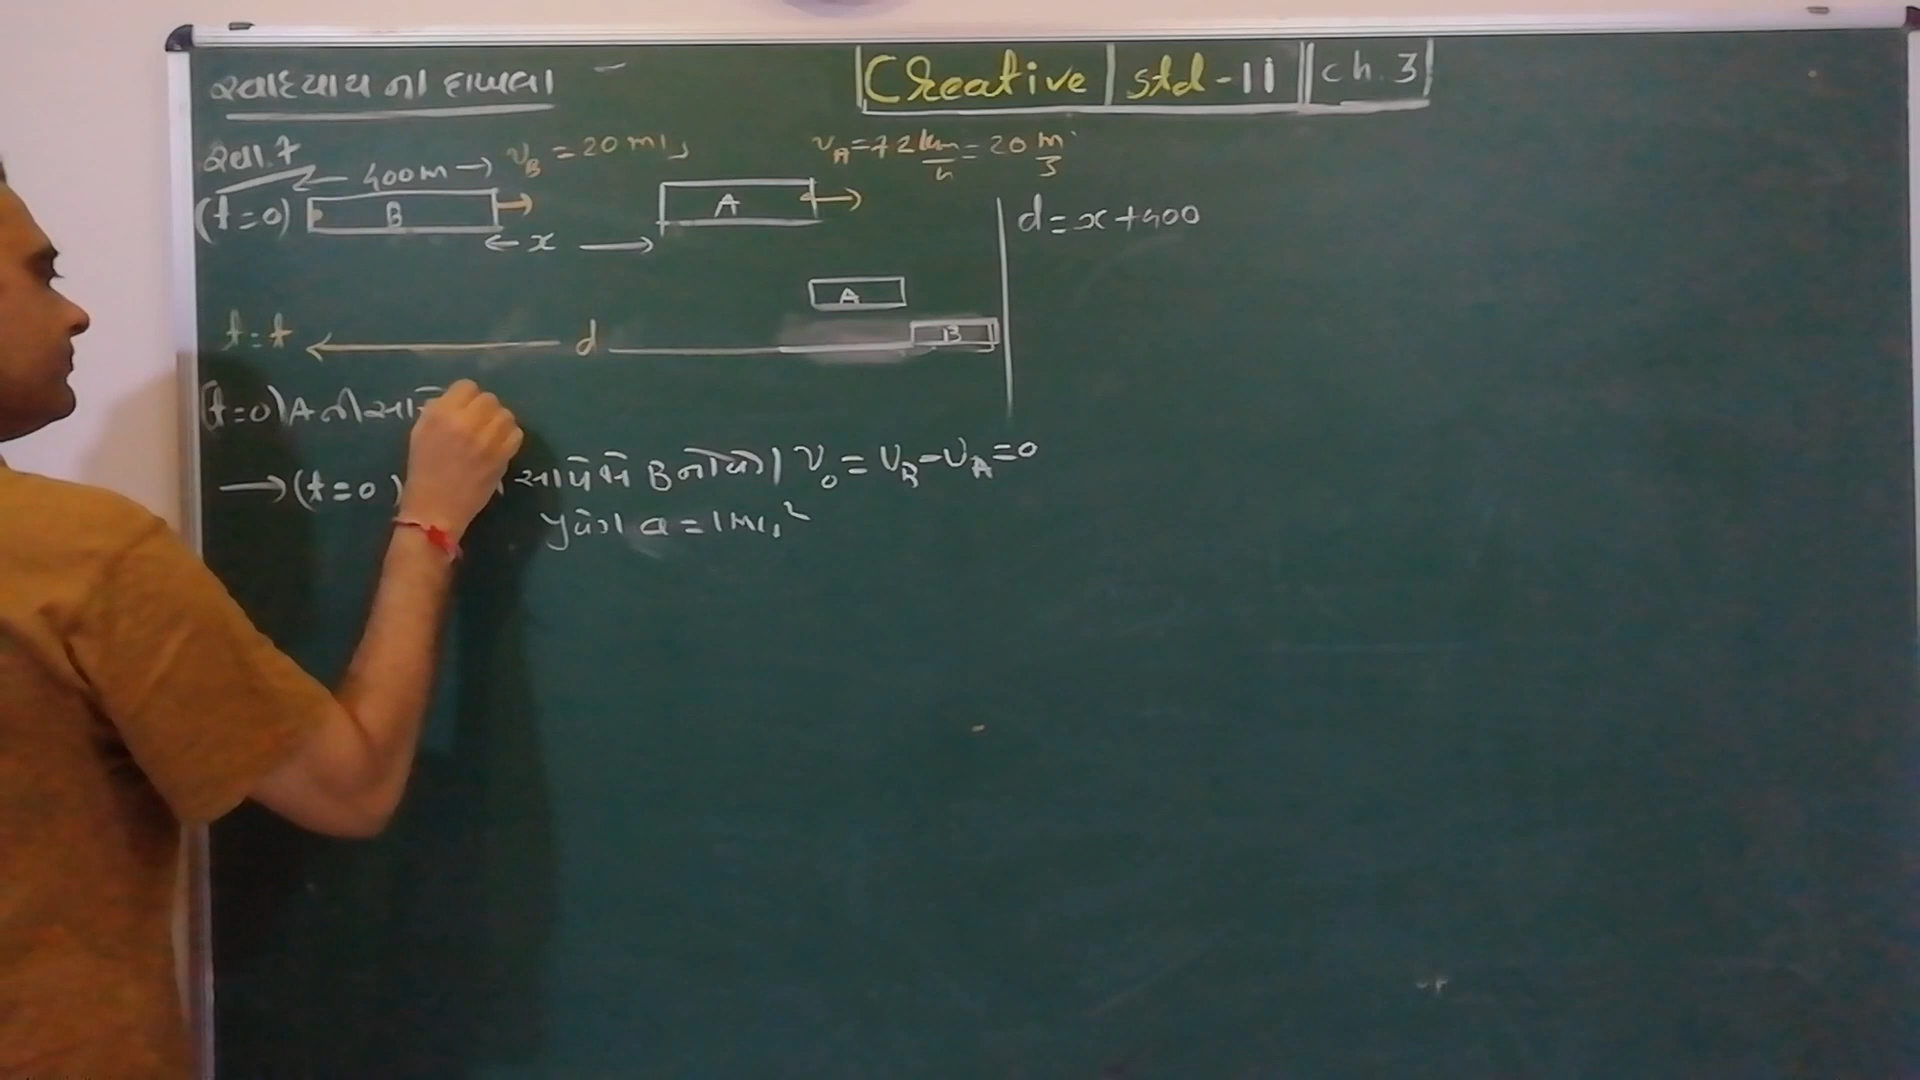 સ્વાધ્યાય ના દાખલા
Creative std-11 ch.3
સ્વા.7
400m
v_B = 20 m/s
v_A = 72 km/h = 20 m/s
(t=0) B A
x
d = x + 400
A
t = t d B
(t=0) A ની
→ (t=0) સાપેક્ષે B નો વેગ v₀ = v_B - v_A = 0
a = 1 m/s²